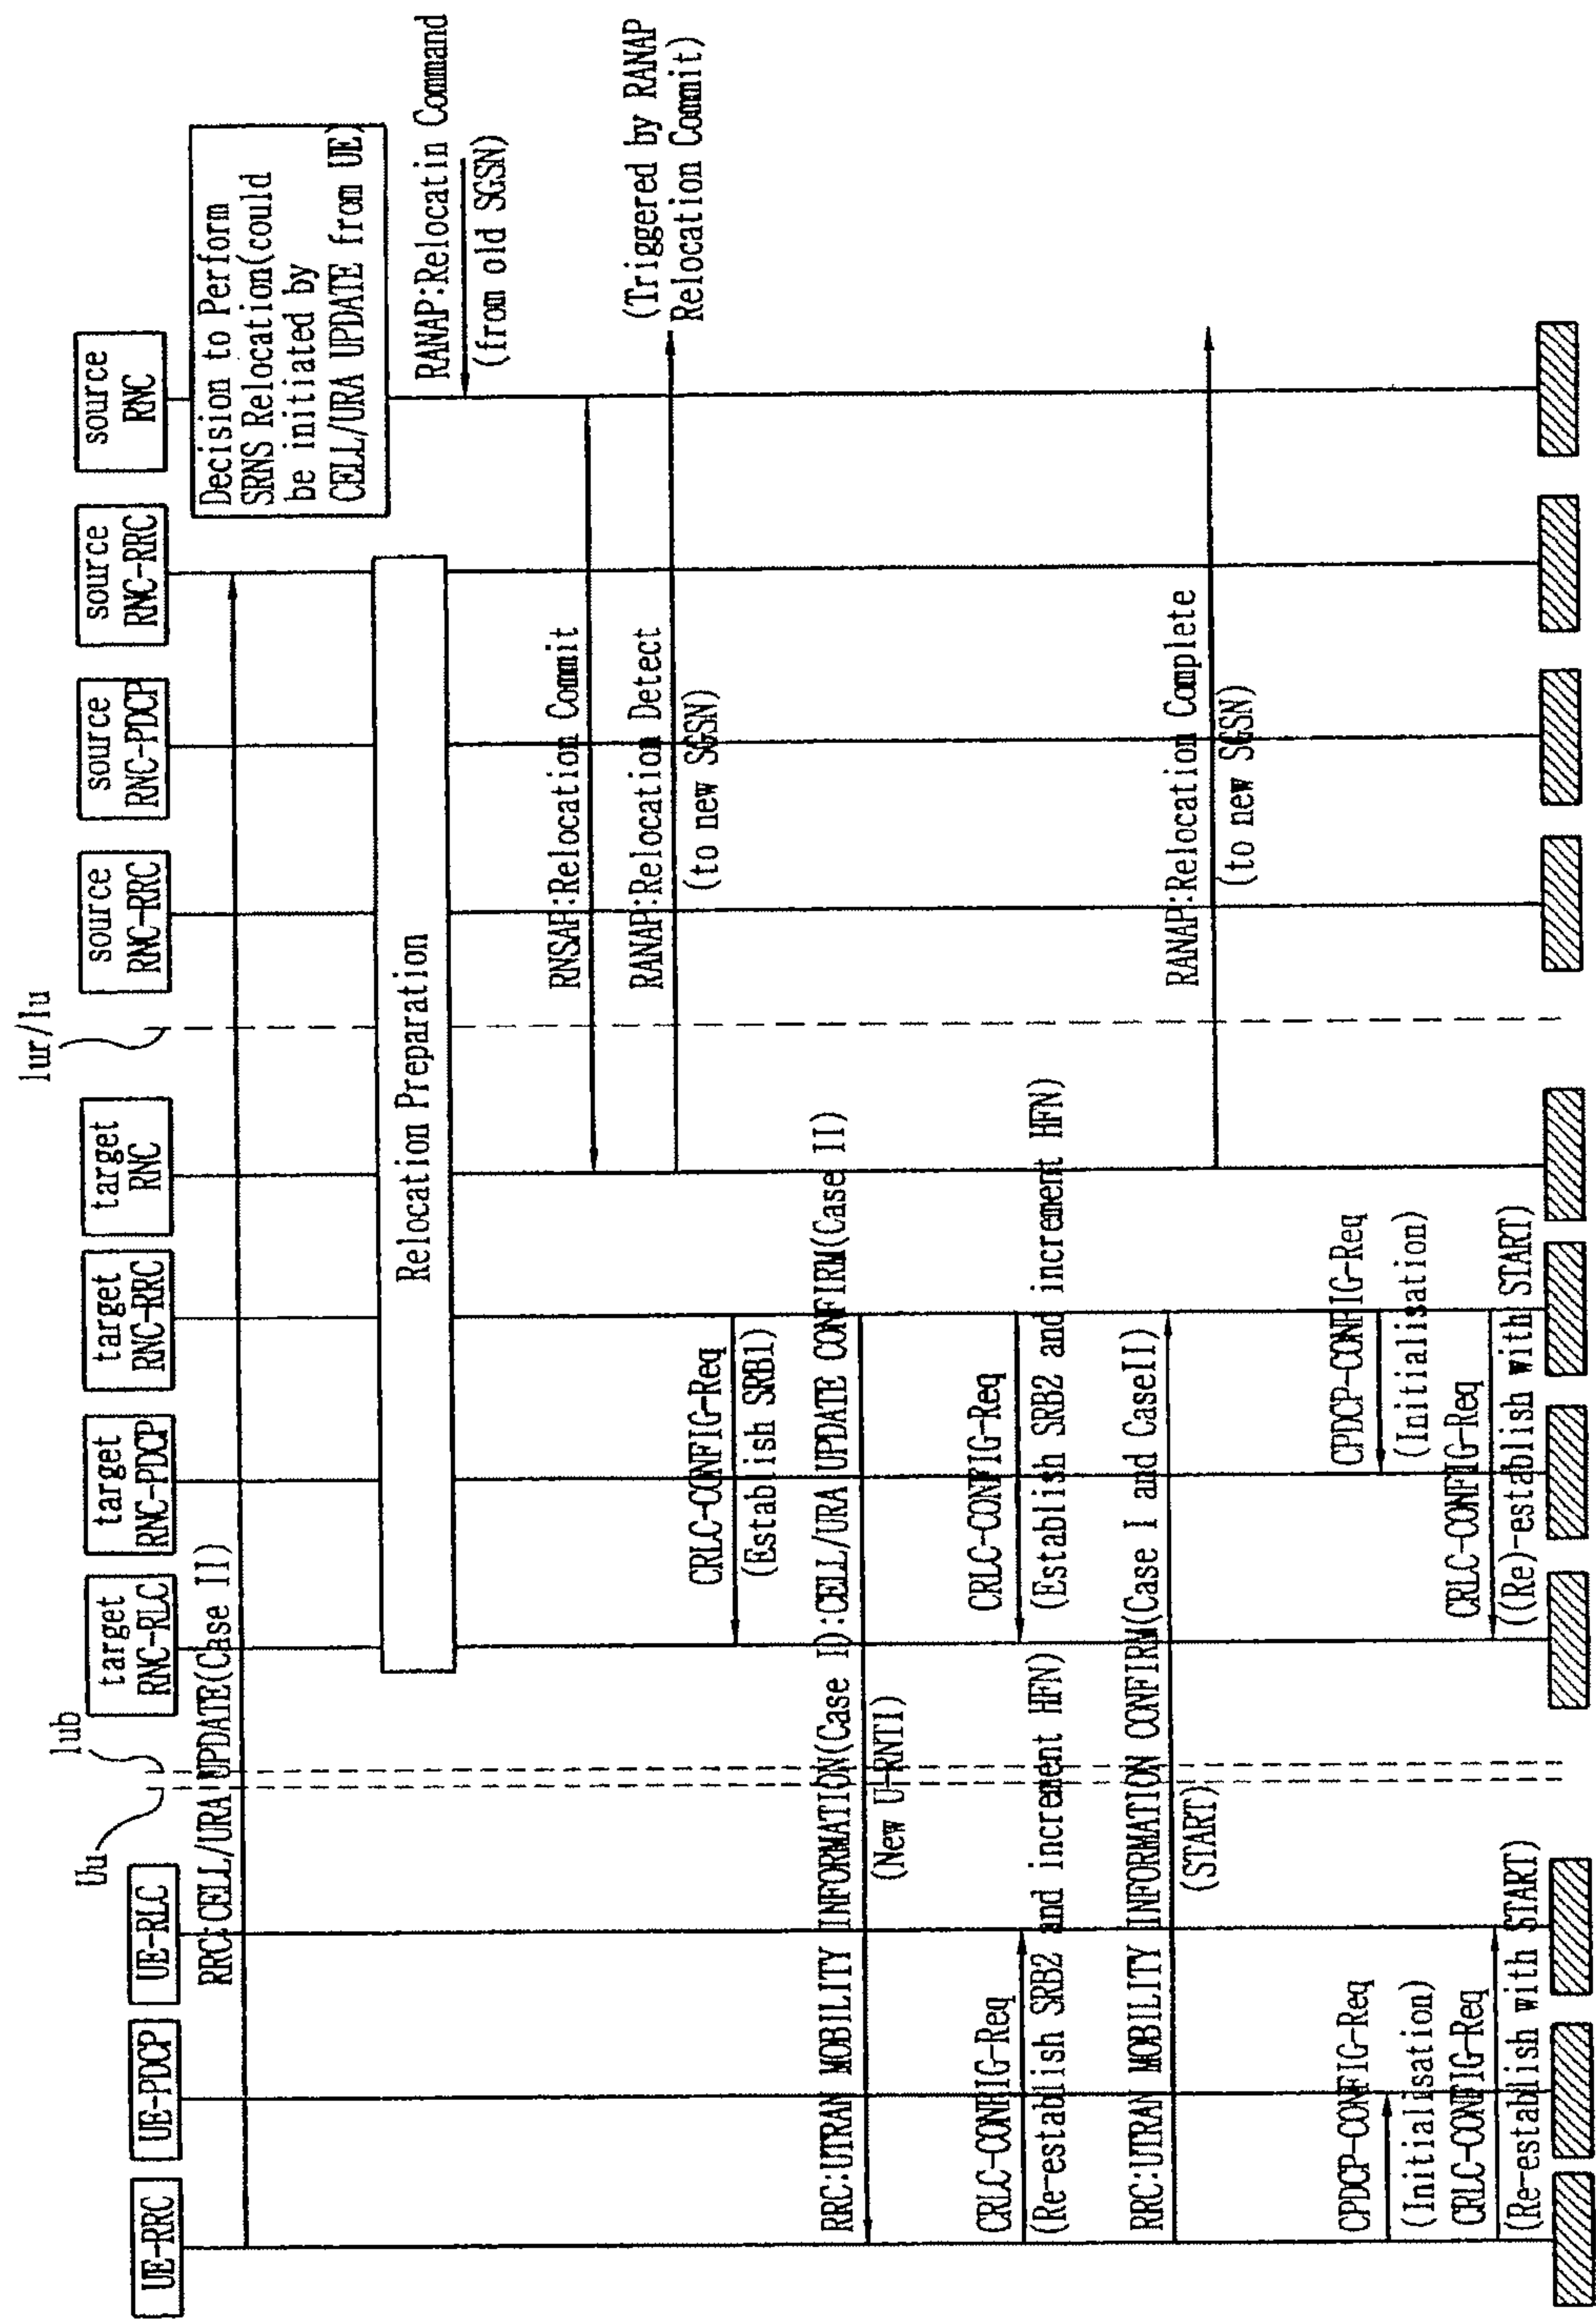 lur/lu
Uu
lub
UE-RRC
UE-PDCP
UE-RLC
target
RNC-RLC
target
RNC-PDCP
target
RNC-RRC
target
RNC
source
RNC-RRC
source
RNC-PDCP
source
RNC-RRC
source
RNC
RRC:CELL/URA UPDATE(Case II)
Decision to Perform
SRNS Relocation(could
be initiated by
CELL/URA UPDATE from UE)
Relocation Preparation
RANAP:Relocatin Command
(from old SGSN)
RNSAP:Relocation Commit
RANAP:Relocation Detect
(to new SGSN)
(Triggered by RANAP
Relocation Commit)
CRLC-CONFIG-Req
(Establish SRB1)
RRC:UTRAN MOBILITY INFORMATION(Case I):CELL/URA UPDATE CONFIRM(Case II)
(New U-RNTI)
CRLC-CONFIG-Req
(Re-establish SRB2 and increment HFN)
CRLC-CONFIG-Req
(Establish SRB2 and increment HFN)
RRC:UTRAN MOBILITY INFORMATION CONFIRM(Case I and CaseII)
(START)
RANAP:Relocation Complete
(to new SGSN)
CPDCP-CONFIG-Req
(Initialisation)
CRLC-CONFIG-Req
(Re-establish with START)
CPDCP-CONFIG-Req
(Initialisation)
CRLC-CONFIG-Req
((Re)-establish with START)